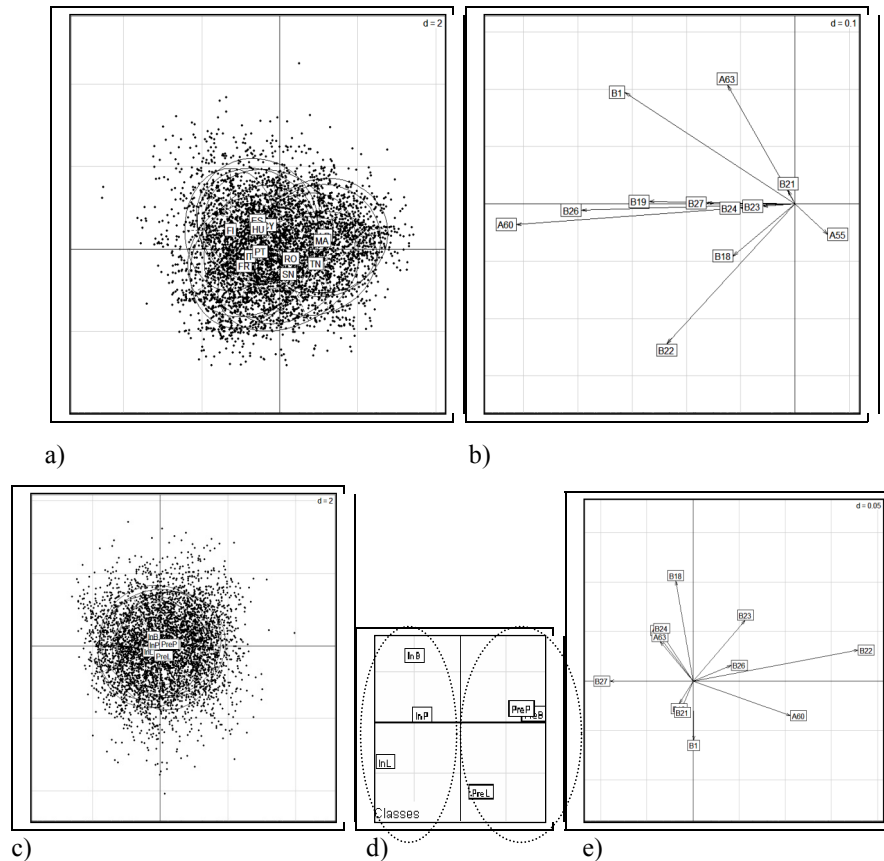 d = 2
ES
FI
HU
PT
IT
FR
RO
SN
MA
TN
a)
d = 0.1
B1
A63
B21
B19
B27
B26
B24
B23
A60
A55
B18
B22
b)
d = 2
InB
InP
PreP
PreL
c)
InB
InP
PreP
InL
PreL
Classes
d)
d = 0.05
B18
B24
A63
B23
B22
B26
B27
A60
B21
B1
e)